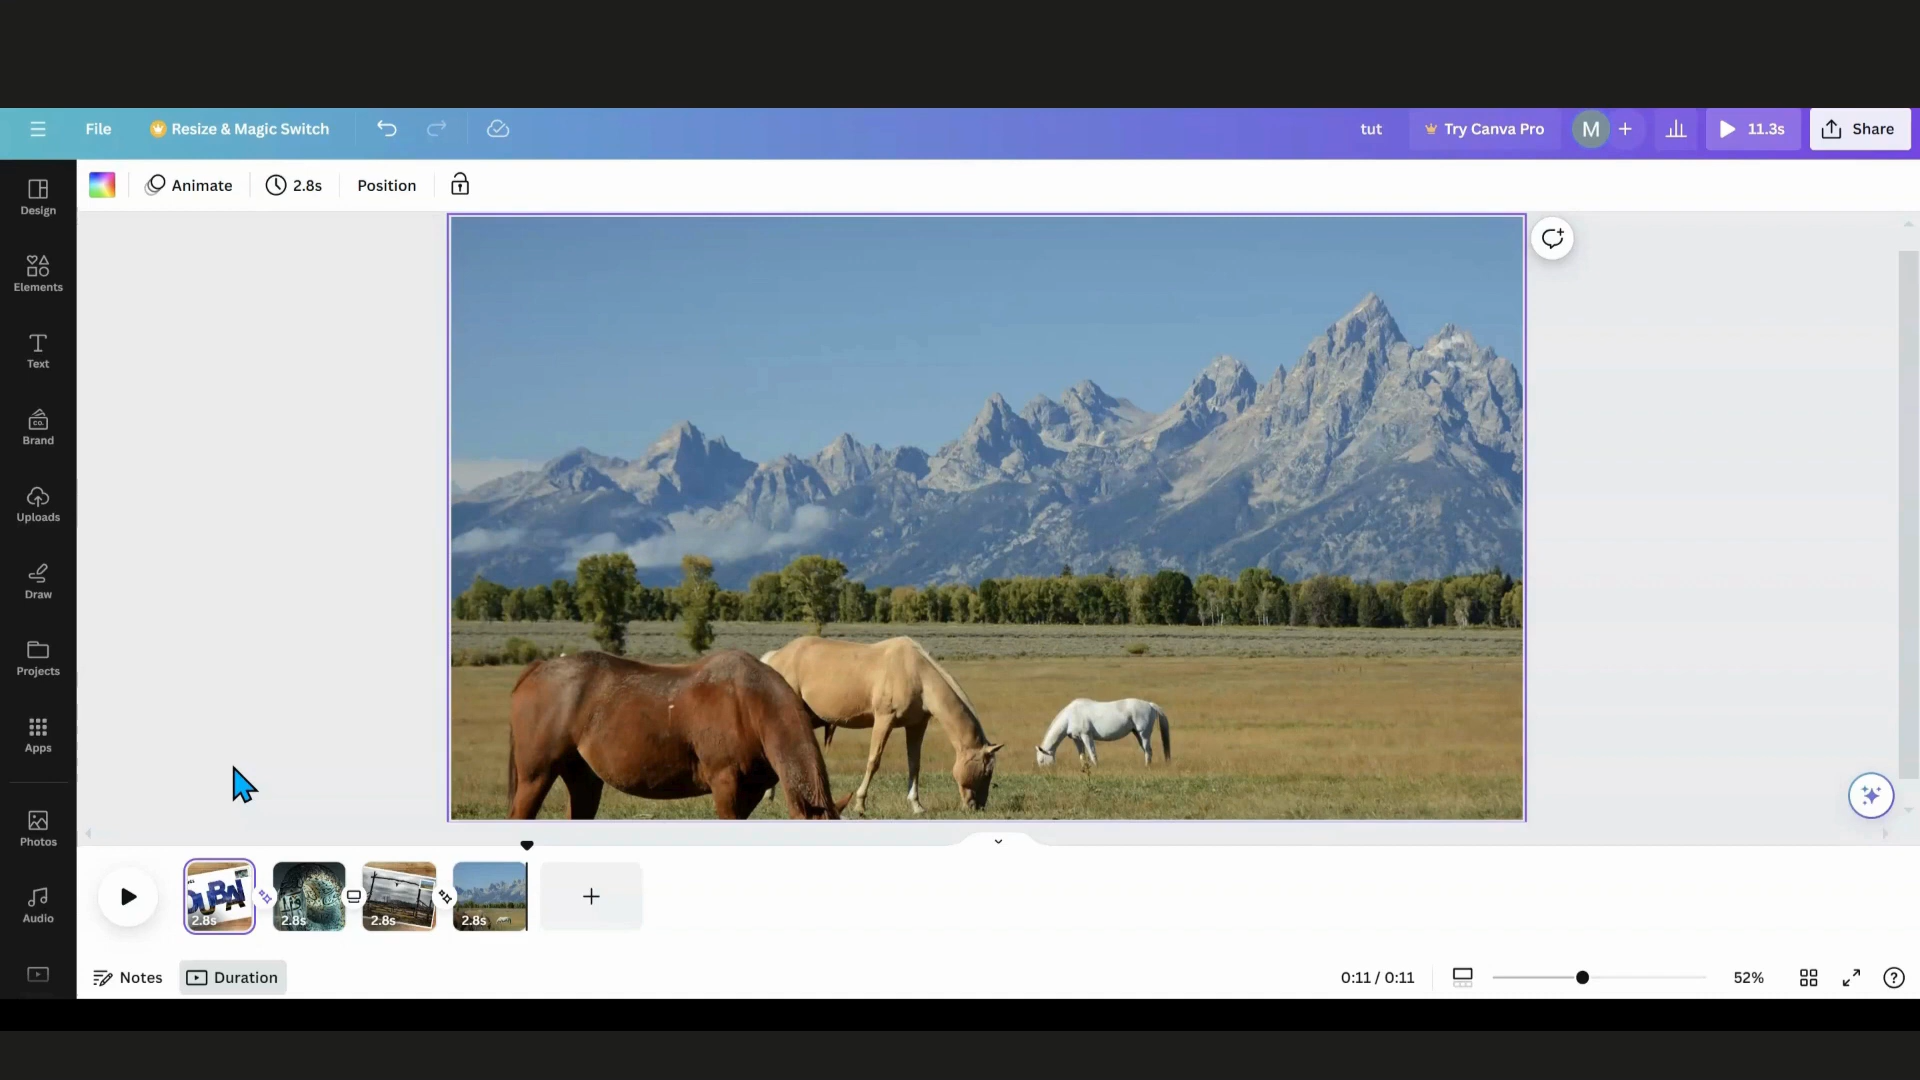 File
Resize & Magic Switch
tut
Try Canva Pro
M
11.3s
Share
Animate
2.8s
Position
Design
Elements
Text
CO.
Brand
Uploads
Draw
Projects
Apps
Photos
Audio
DUBAI
2.8s
2.8s
2.8s
2.8s
Notes
Duration
0:11 / 0:11
52%